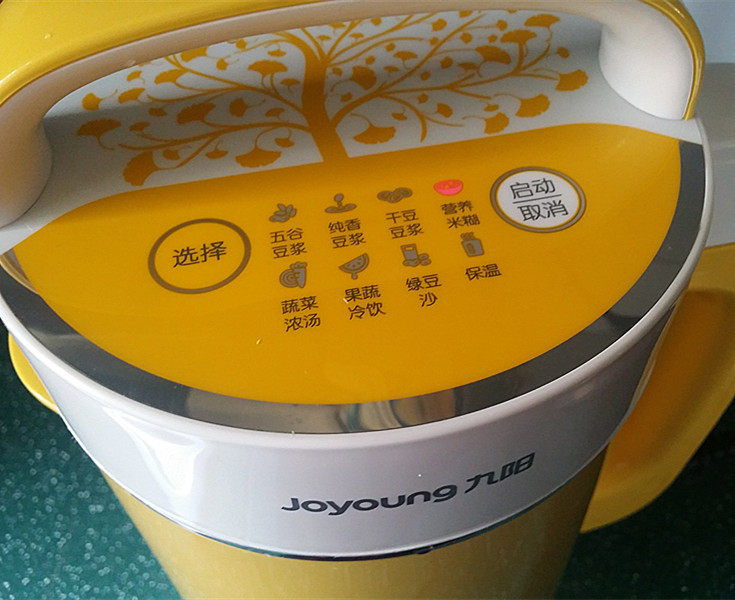 选择
五谷
豆浆
纯香
豆浆
干豆
豆浆
营养
米糊
启动
取消
蔬菜
浓汤
果蔬
冷饮
绿豆
沙
保温
Joyoung 九阳